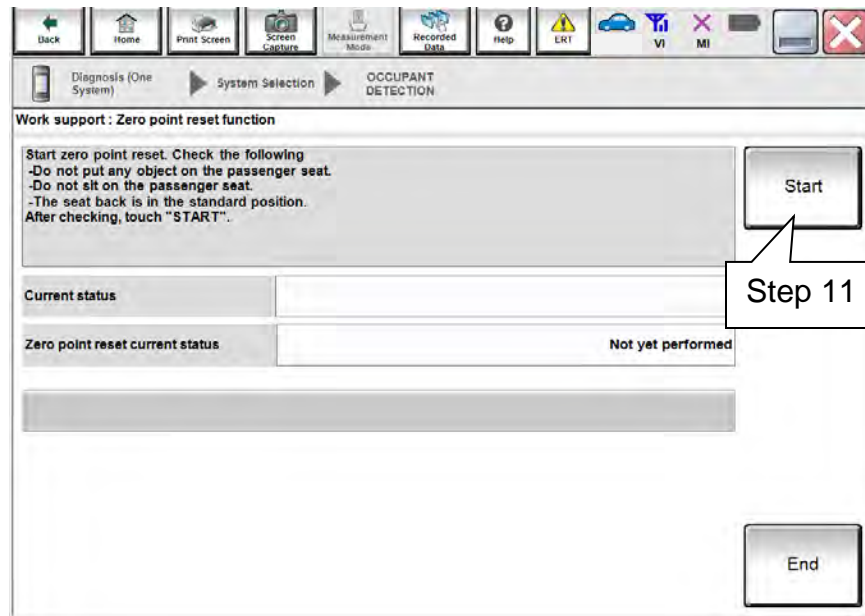 Back
Home
Print Screen
Screen
Capture
Measurement
Mode
Recorded
Data
Help
ERT
VI
MI
Diagnosis (One
System)
System Selection
OCCUPANT
DETECTION
Work support : Zero point reset function
Start zero point reset. Check the following
-Do not put any object on the passenger seat.
-Do not sit on the passenger seat.
-The seat back is in the standard position.
After checking, touch "START".
Start
Step 11
Current status
Zero point reset current status
Not yet performed
End